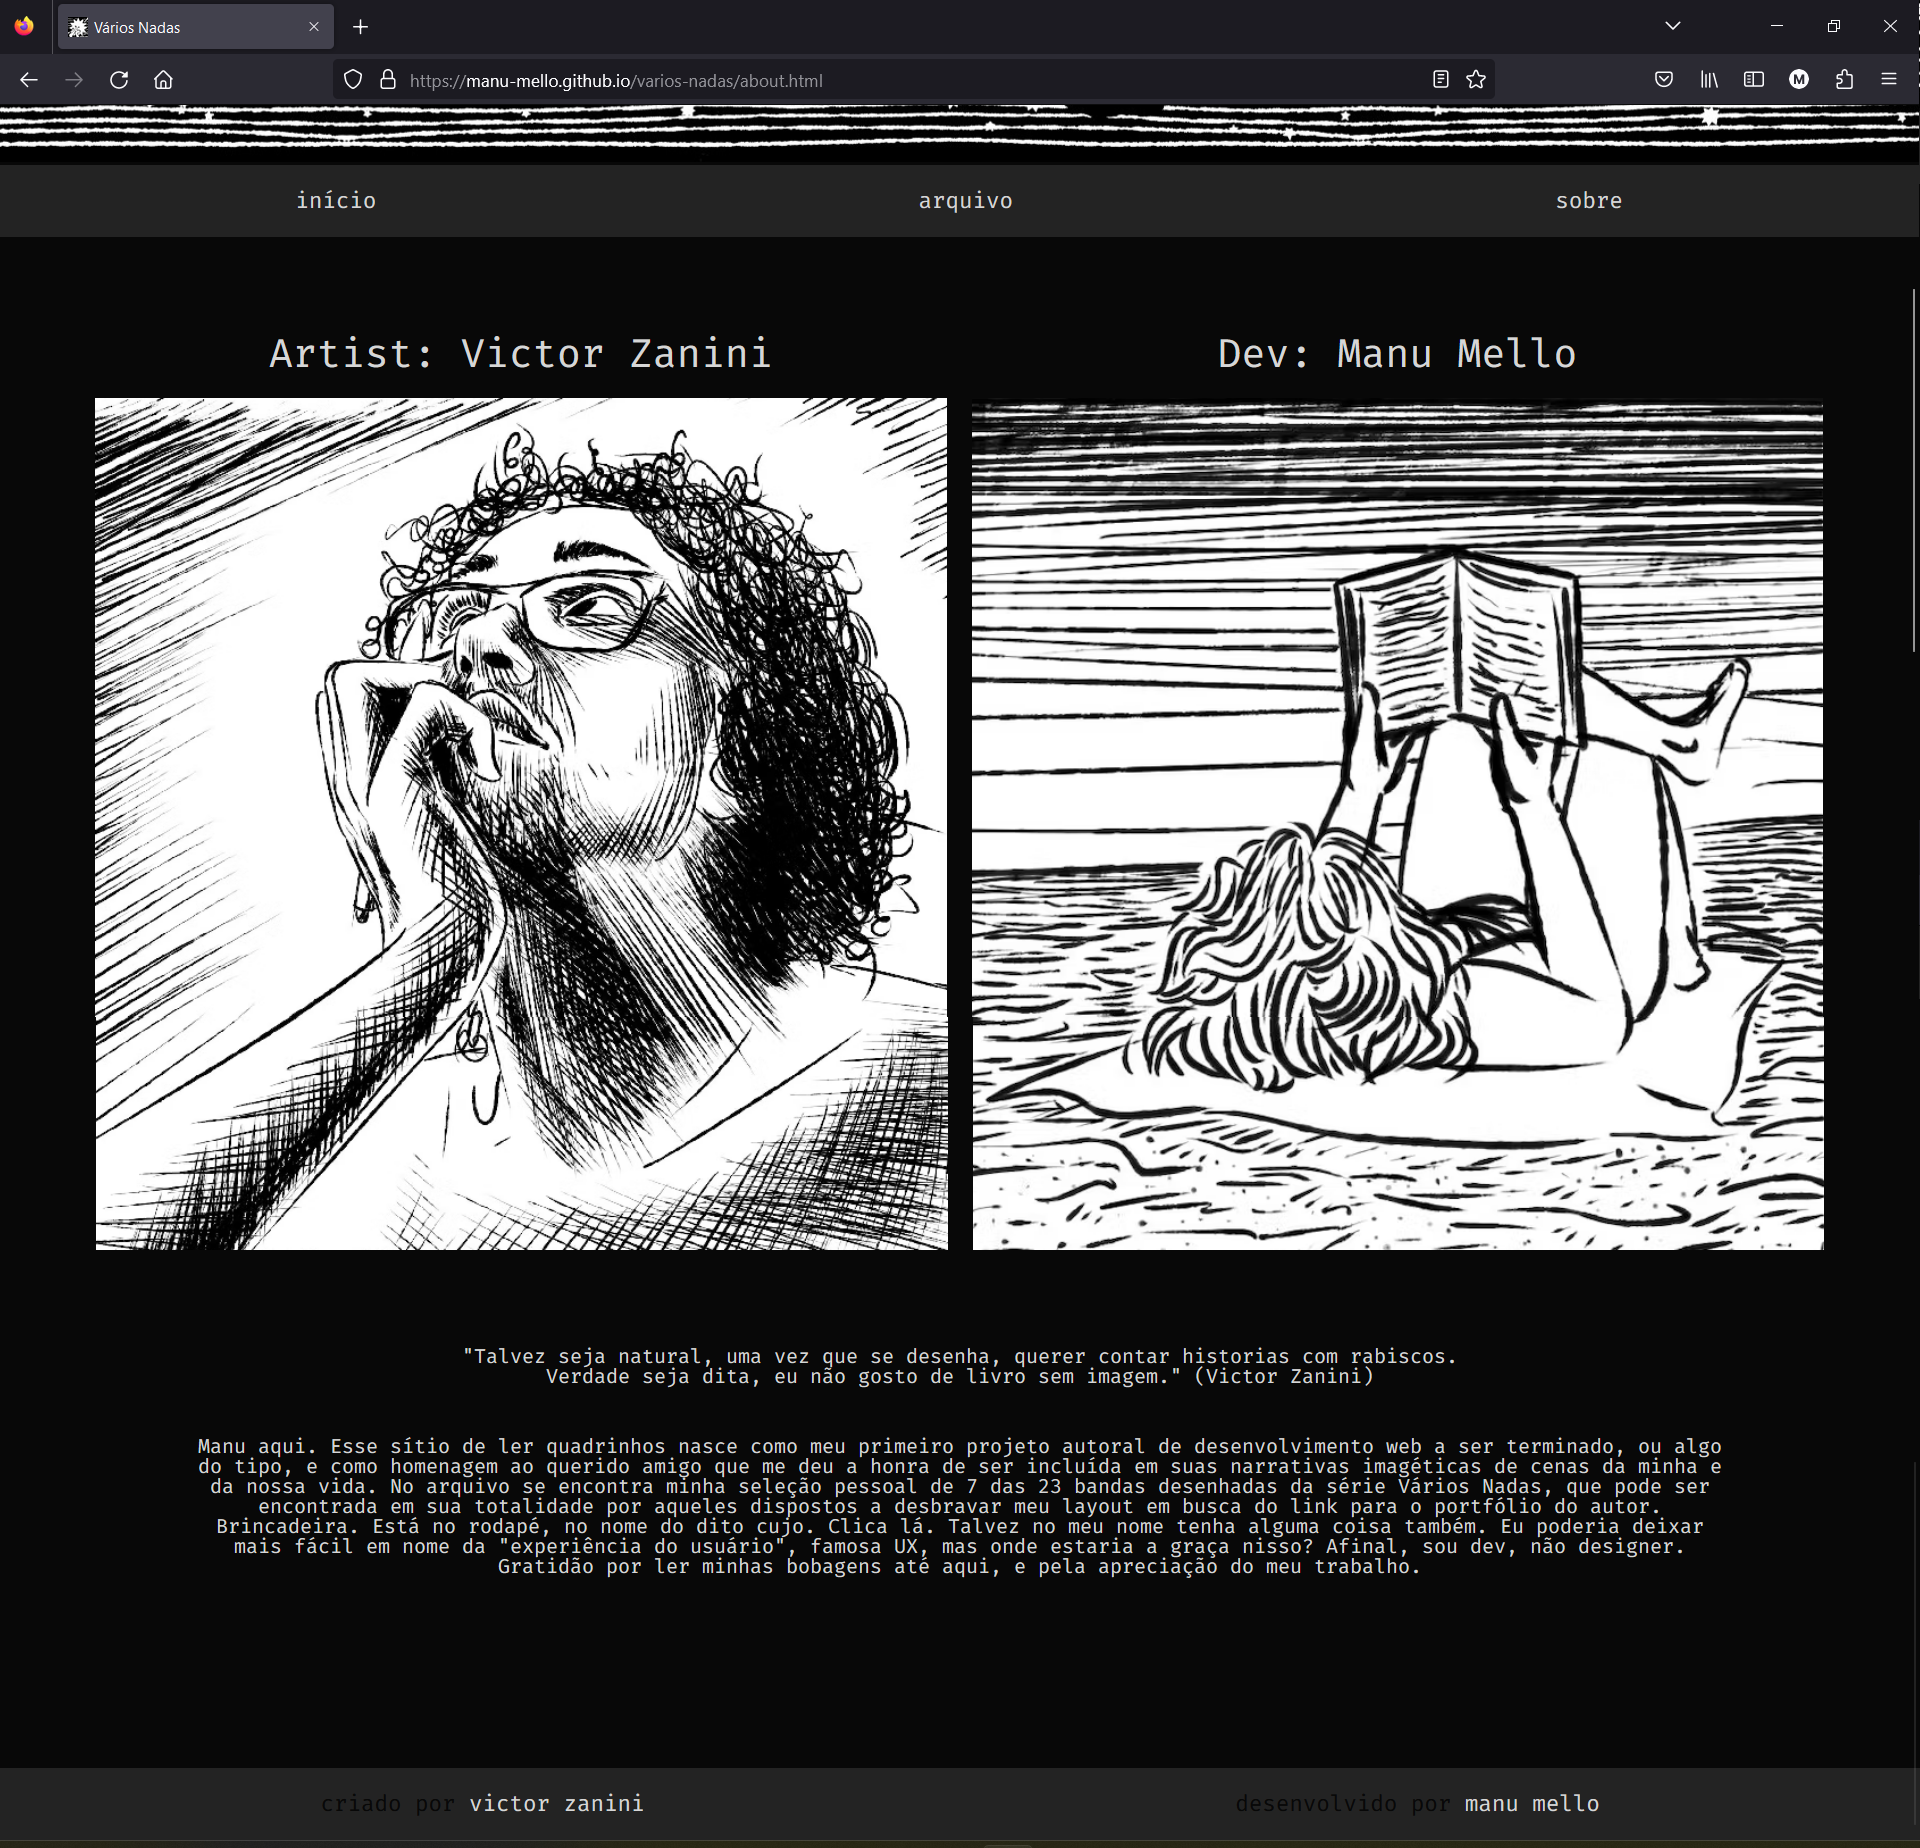 Vários Nadas
https://manu-mello.github.io/varios-nadas/about.html
M
início
arquivo
sobre
Artist: Victor Zanini
Dev: Manu Mello
"Talvez seja natural, uma vez que se desenha, querer contar historias com rabiscos.
Verdade seja dita, eu não gosto de livro sem imagem." (Victor Zanini)
Manu aqui. Esse sítio de ler quadrinhos nasce como meu primeiro projeto autoral de desenvolvimento web a ser terminado, ou algo
do tipo, e como homenagem ao querido amigo que me deu a honra de ser incluída em suas narrativas imagéticas de cenas da minha e
da nossa vida. No arquivo se encontra minha seleção pessoal de 7 das 23 bandas desenhadas da série Vários Nadas, que pode ser
encontrada em sua totalidade por aqueles dispostos a desbravar meu layout em busca do link para o portfólio do autor.
Brincadeira. Está no rodapé, no nome do dito cujo. Clica lá. Talvez no meu nome tenha alguma coisa também. Eu poderia deixar
mais fácil em nome da "experiência do usuário", famosa UX, mas onde estaria a graça nisso? Afinal, sou dev, não designer.
Gratidão por ler minhas bobagens até aqui, e pela apreciação do meu trabalho.
criado por victor zanini
desenvolvido por manu mello